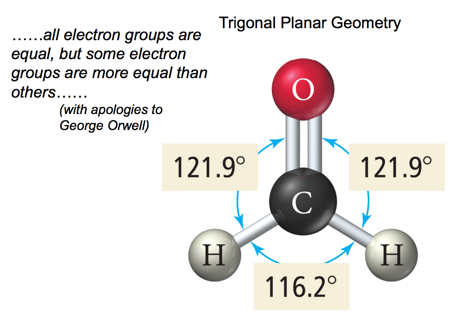 Trigonal Planar Geometry
……all electron groups are
equal, but some electron
groups are more equal than
others……
(with apologies to
George Orwell)
O
121.9°
121.9°
C
H
H
116.2°